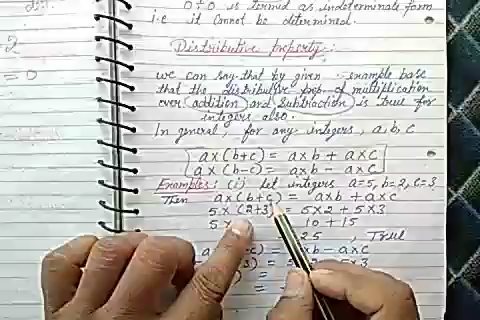 0÷0 is termed as indeterminate form
i.e it cannot be determined.
2
= 0
Distributive property:
we can say that by given example base
that the distributive prop. of multiplication
over addition and subtraction is true for
integers also.
In general, for any integers, a, b, c
a×(b+c) = a×b + a×c
a×(b-c) = a×b - a×c
Examples: (i) Let integers a=5, b=2, c=3
Then a×(b+c) = a×b + a×c
5×(2+3) = 5×2 + 5×3
5× 10 + 15
25 , True
×b - a×c
=
=